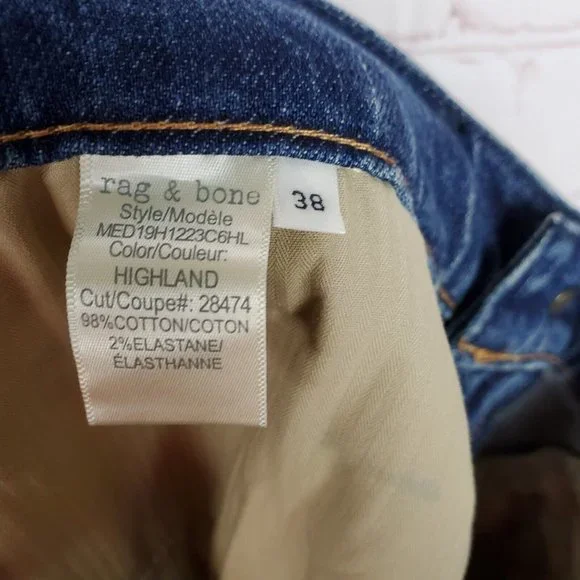 rag & bone
Style/Modèle
MED19H1223C6HL
Color/Couleur:
HIGHLAND
Cut/Coupe#: 28474
98%COTTON/COTON
2%ELASTANE/
ÉLASTHANNE
38